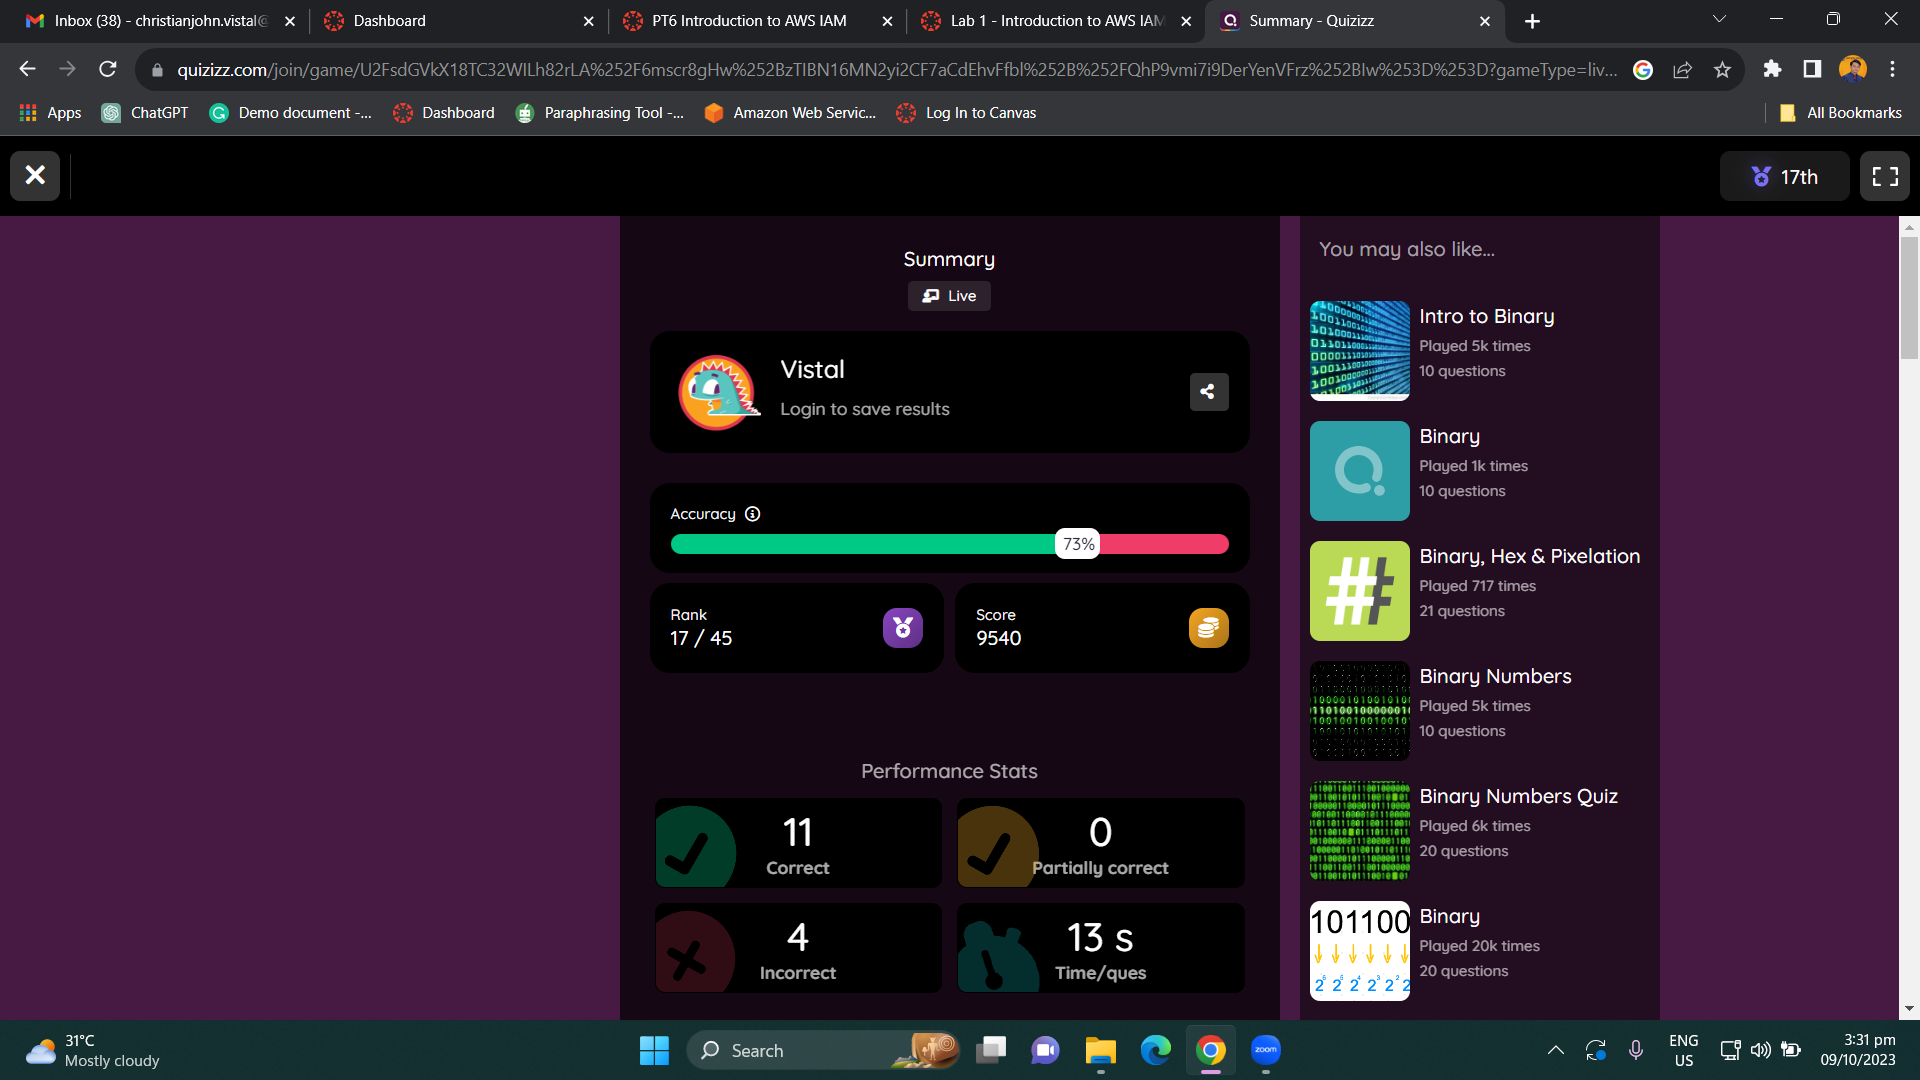 Inbox (38) - christianjohn.vistal@
Dashboard
PT6 Introduction to AWS IAM
Lab 1 - Introduction to AWS IAM
Summary - Quizizz
quizizz.com/join/game/U2FsdGVkX18TC32WILh82rLA%252F6mscr8gHw%252BzTIBN16MN2yi2CF7aCdEhvFfbl%252B%252FQhP9vmi7i9DerYenVFrz%252BIw%253D%253D?gameType=liv...
Apps
ChatGPT
Demo document -...
Dashboard
Paraphrasing Tool -...
Amazon Web Servic...
Log In to Canvas
All Bookmarks
17th
Summary
Live
Vistal
Login to save results
Accuracy
73%
Rank
17 / 45
Score
9540
Performance Stats
11
Correct
0
Partially correct
4
Incorrect
13 s
Time/ques
You may also like...
Intro to Binary
Played 5k times
10 questions
Binary
Played 1k times
10 questions
Binary, Hex & Pixelation
Played 717 times
21 questions
Binary Numbers
Played 5k times
10 questions
Binary Numbers Quiz
Played 6k times
20 questions
101100
Binary
Played 20k times
20 questions
31°C
Mostly cloudy
Search
zoom
ENG
US
3:31 pm
09/10/2023